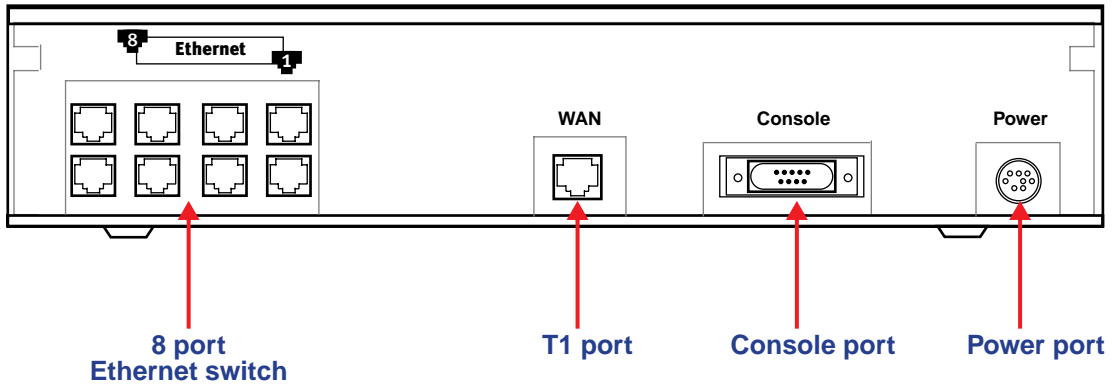 8
Ethernet
1
WAN
Console
Power
8 port
Ethernet switch
T1 port
Console port
Power port